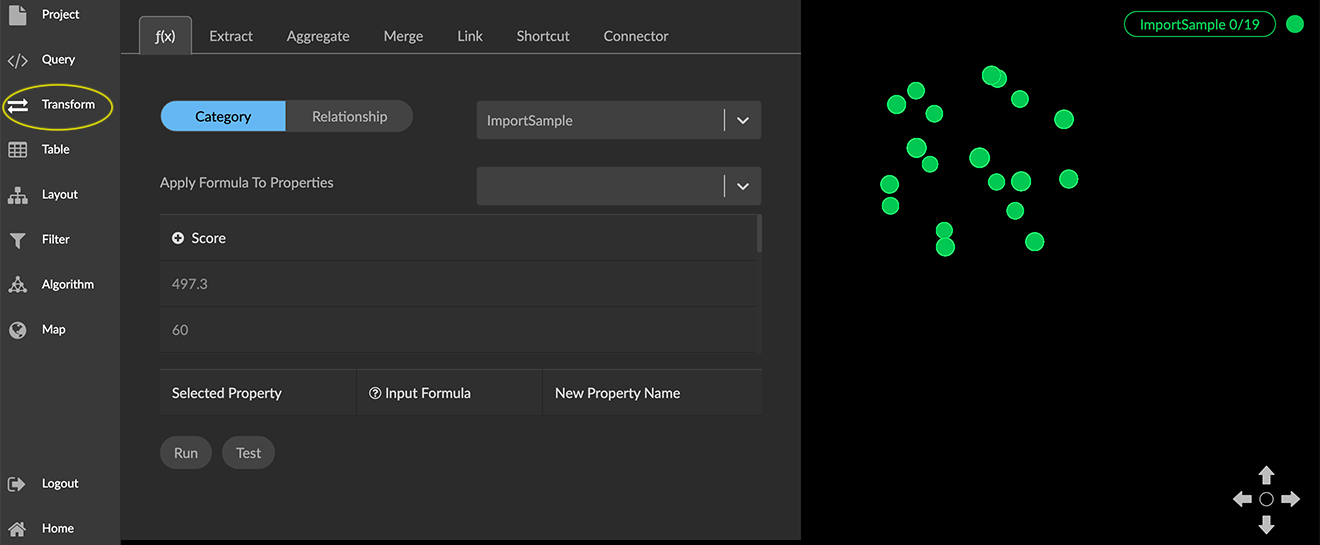 Project
Query
Transform
Table
Layout
Filter
Algorithm
Map
Logout
Home
ƒ(x) Extract Aggregate Merge Link Shortcut Connector
Category Relationship ImportSample
Apply Formula To Properties
Score
497.3
60
Selected Property Input Formula New Property Name
Run Test
ImportSample 0/19